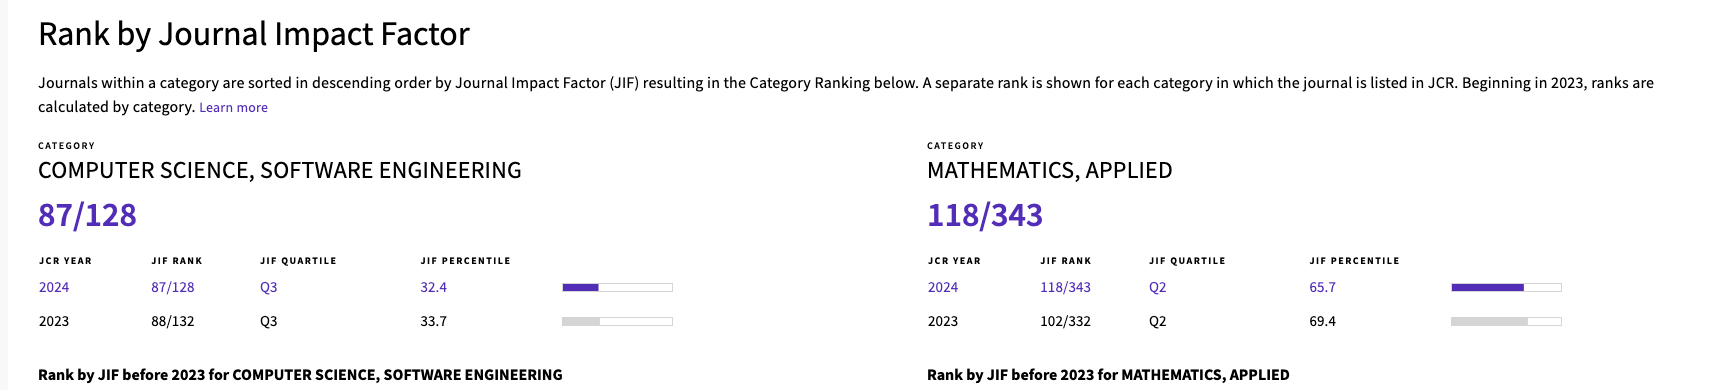 Rank by Journal Impact Factor
Journals within a category are sorted in descending order by Journal Impact Factor (JIF) resulting in the Category Ranking below. A separate rank is shown for each category in which the journal is listed in JCR. Beginning in 2023, ranks are
calculated by category. Learn more
CATEGORY
COMPUTER SCIENCE, SOFTWARE ENGINEERING
87/128
JCR YEAR JIF RANK JIF QUARTILE JIF PERCENTILE
2024 87/128 Q3 32.4
2023 88/132 Q3 33.7
Rank by JIF before 2023 for COMPUTER SCIENCE, SOFTWARE ENGINEERING
CATEGORY
MATHEMATICS, APPLIED
118/343
JCR YEAR JIF RANK JIF QUARTILE JIF PERCENTILE
2024 118/343 Q2 65.7
2023 102/332 Q2 69.4
Rank by JIF before 2023 for MATHEMATICS, APPLIED